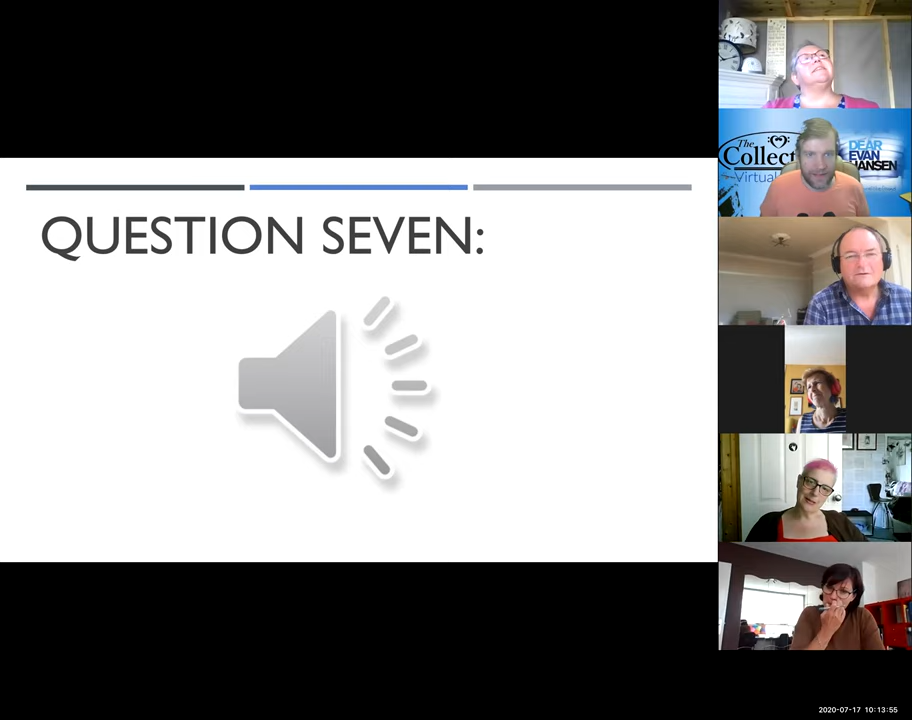 QUESTION SEVEN:
The
Collect
Virtual
DEAR
EVAN
HANSEN
2020-07-17 10:13:55